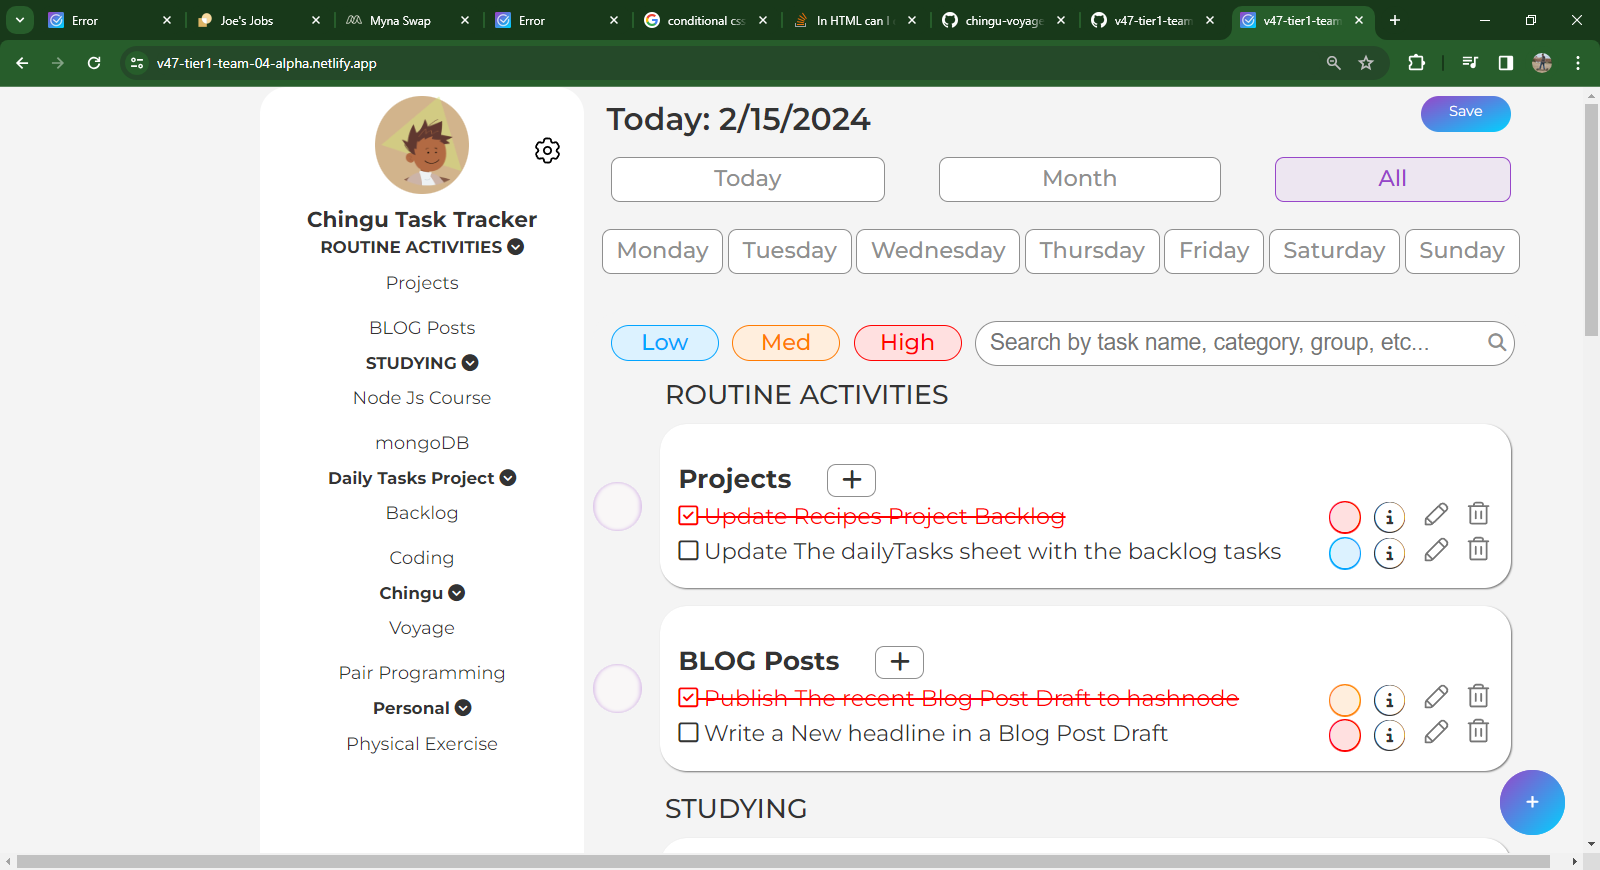 Error
Joe's Jobs
Myna Swap
Error
conditional css
In HTML can I
chingu-voyage
v47-tier1-team
v47-tier1-team
v47-tier1-team-04-alpha.netlify.app
Chingu Task Tracker
ROUTINE ACTIVITIES
Projects
BLOG Posts
STUDYING
Node Js Course
mongoDB
Daily Tasks Project
Backlog
Coding
Chingu
Voyage
Pair Programming
Personal
Physical Exercise
Today: 2/15/2024
Save
Today
Month
All
Monday
Tuesday
Wednesday
Thursday
Friday
Saturday
Sunday
Low
Med
High
Search by task name, category, group, etc...
ROUTINE ACTIVITIES
Projects
+
Update Recipes Project Backlog
i
Update The dailyTasks sheet with the backlog tasks
i
BLOG Posts
+
Publish The recent Blog Post Draft to hashnode
i
Write a New headline in a Blog Post Draft
i
+
STUDYING